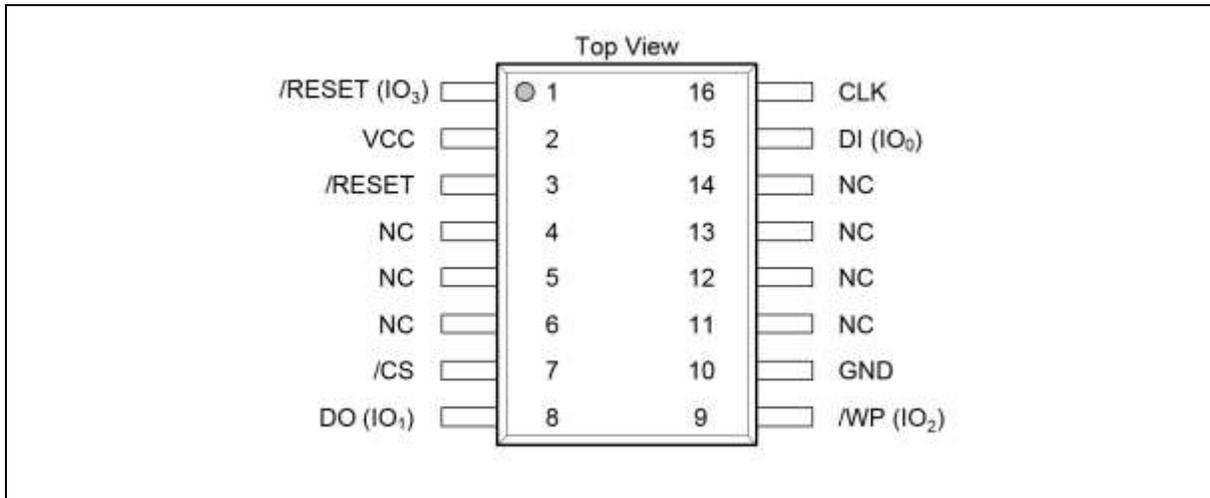 Top View
/RESET (IO₃) 1 16 CLK
VCC 2 15 DI (IO₀)
/RESET 3 14 NC
NC 4 13 NC
NC 5 12 NC
NC 6 11 NC
/CS 7 10 GND
DO (IO₁) 8 9 /WP (IO₂)